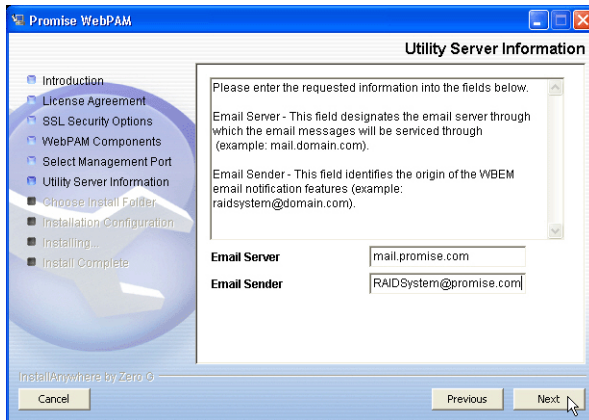 Promise WebPAM
Utility Server Information
Introduction
License Agreement
SSL Security Options
WebPAM Components
Select Management Port
Utility Server Information
Choose Install Folder
Installation Configuration
Installing...
Install Complete
Please enter the requested information into the fields below.
Email Server - This field designates the email server through
which the email messages will be serviced through
(example: mail.domain.com).
Email Sender - This field identifies the origin of the WBEM
email notification features (example:
raidsystem@domain.com).
Email Server
mail.promise.com
Email Sender
RAIDSystem@promise.com
InstallAnywhere by Zero G
Cancel
Previous
Next